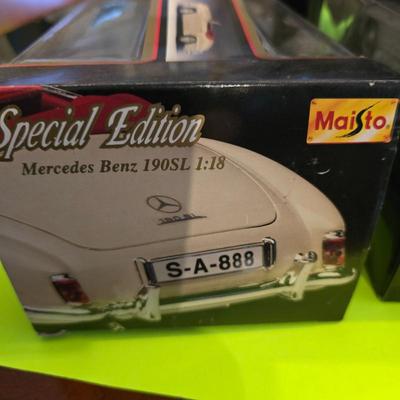 Special Edition
Maisto
Mercedes Benz 190SL 1:18
190 SL
S-A-888